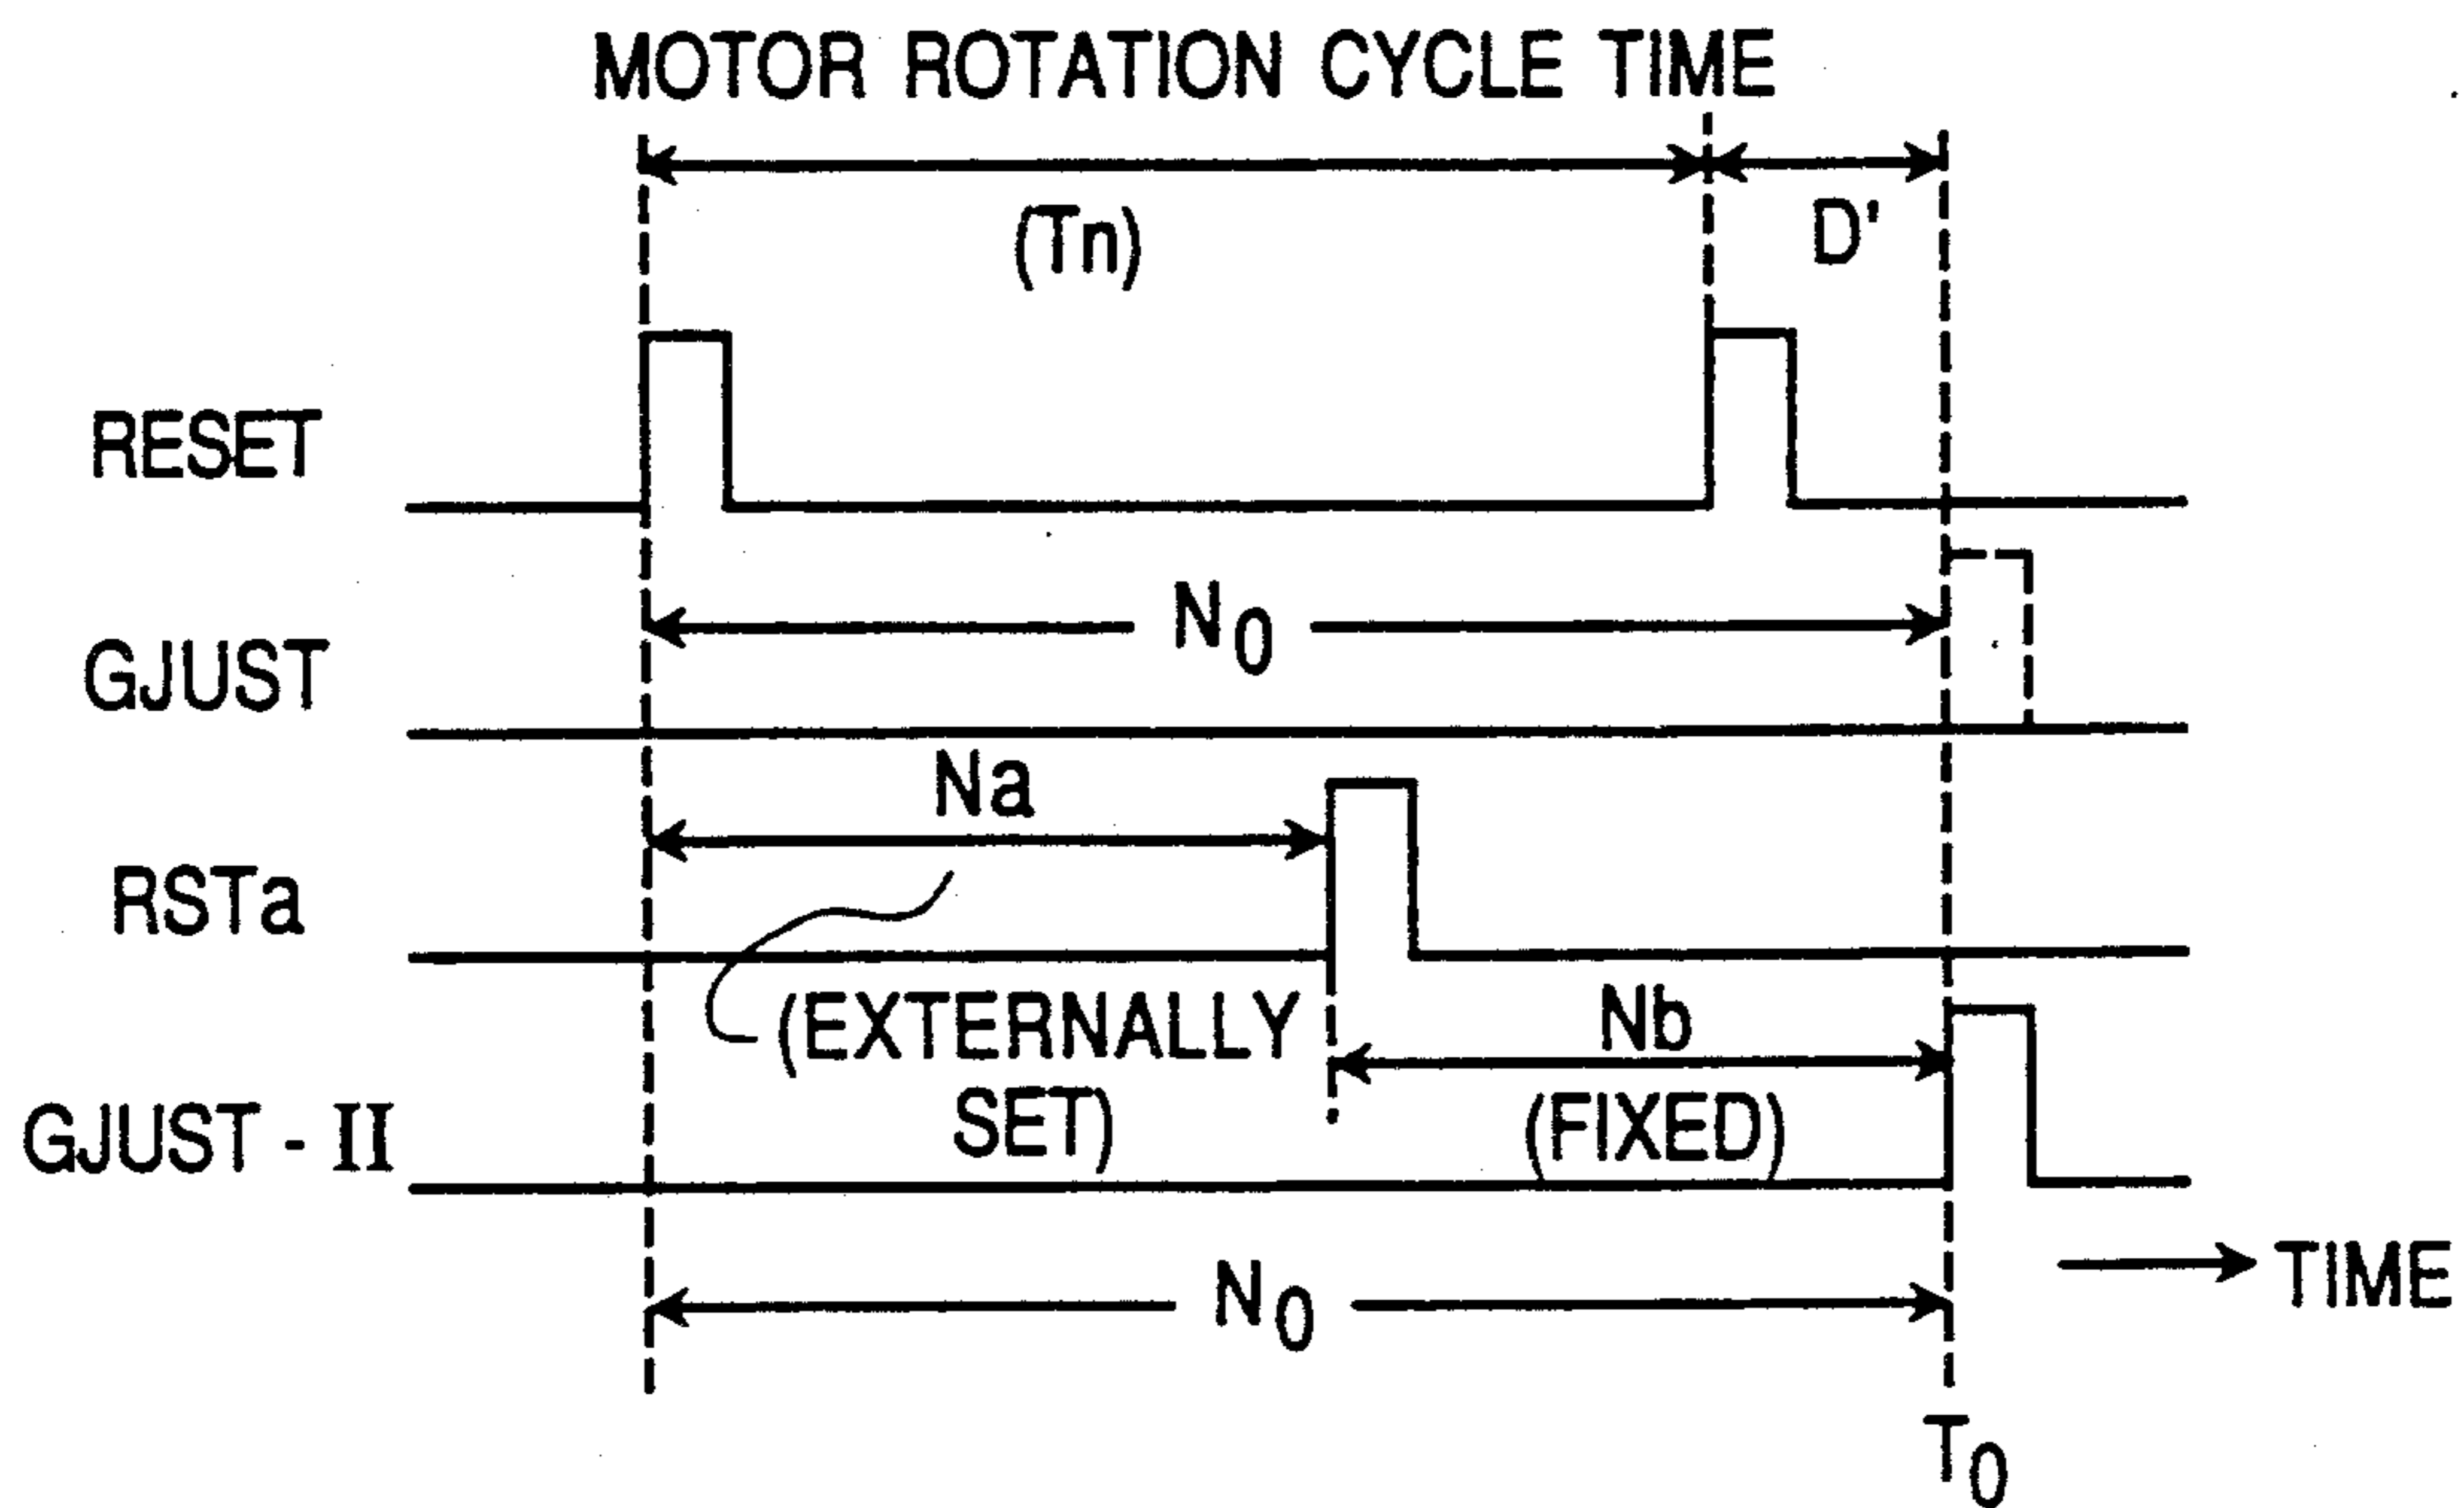 MOTOR ROTATION CYCLE TIME
(Tn)
D'
RESET
N0
GJUST
Na
RSTa
(EXTERNALLY
SET)
Nb
(FIXED)
GJUST - II
N0
TIME
T0